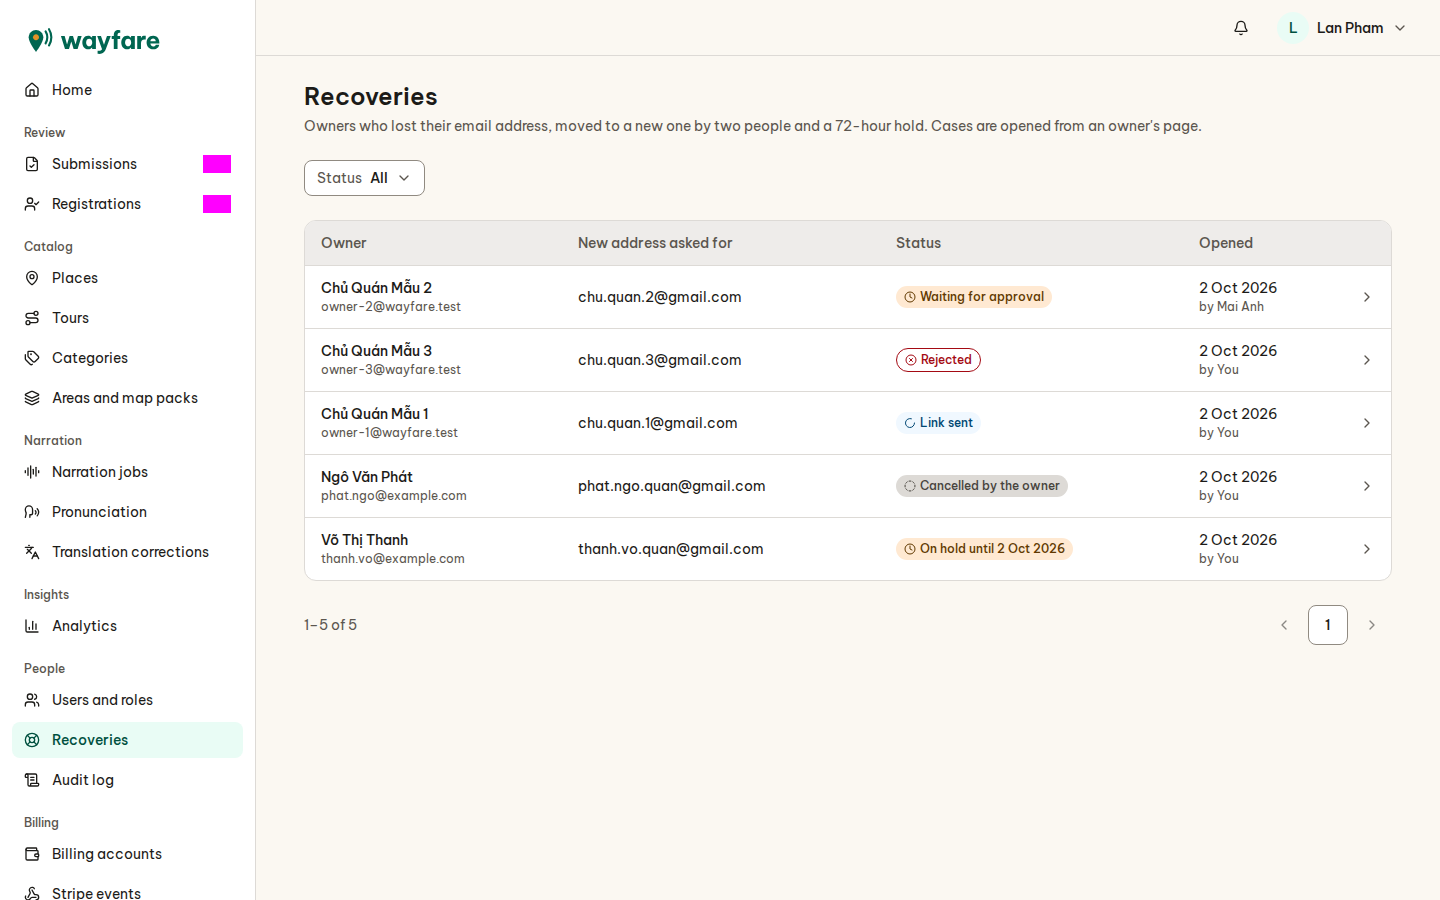 wayfare
L
Lan Pham
Home
Review
Submissions
Registrations
Catalog
Places
Tours
Categories
Areas and map packs
Narration
Narration jobs
Pronunciation
Translation corrections
Insights
Analytics
People
Users and roles
Recoveries
Audit log
Billing
Billing accounts
Stripe events
Recoveries
Owners who lost their email address, moved to a new one by two people and a 72-hour hold. Cases are opened from an owner's page.
Status All
Owner New address asked for Status Opened
Chủ Quán Mẫu 2
owner-2@wayfare.test
chu.quan.2@gmail.com
Waiting for approval
2 Oct 2026
by Mai Anh
Chủ Quán Mẫu 3
owner-3@wayfare.test
chu.quan.3@gmail.com
Rejected
2 Oct 2026
by You
Chủ Quán Mẫu 1
owner-1@wayfare.test
chu.quan.1@gmail.com
Link sent
2 Oct 2026
by You
Ngô Văn Phát
phat.ngo@example.com
phat.ngo.quan@gmail.com
Cancelled by the owner
2 Oct 2026
by You
Võ Thị Thanh
thanh.vo@example.com
thanh.vo.quan@gmail.com
On hold until 2 Oct 2026
2 Oct 2026
by You
1–5 of 5
1